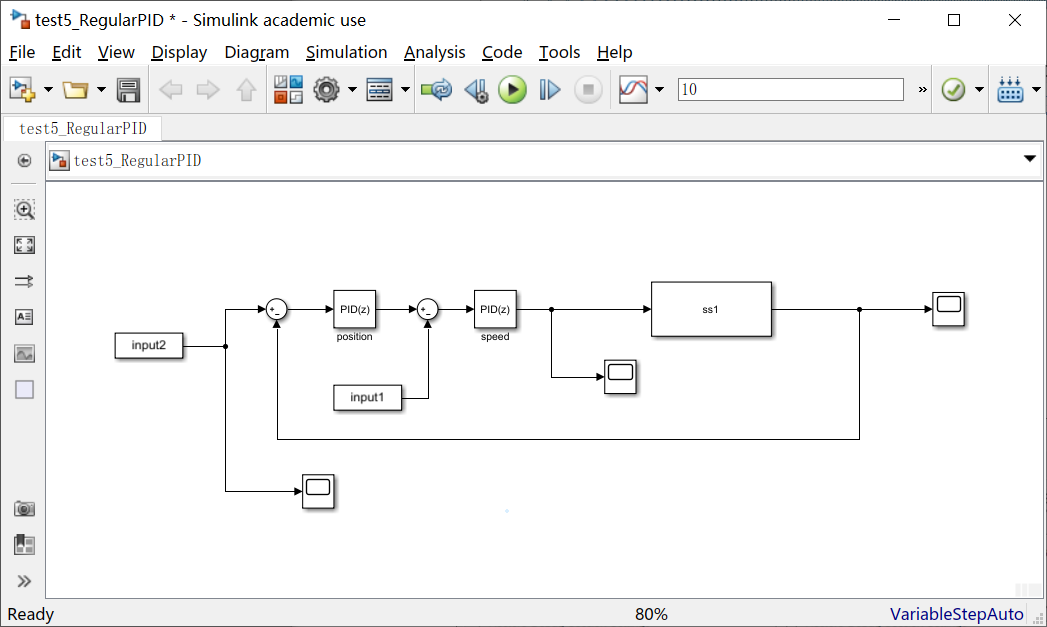 test5_RegularPID * - Simulink academic use
File Edit View Display Diagram Simulation Analysis Code Tools Help
10 »
test5_RegularPID
test5_RegularPID
PID(z) PID(z) ss1
position speed
input2
input1
Ready 80% VariableStepAuto